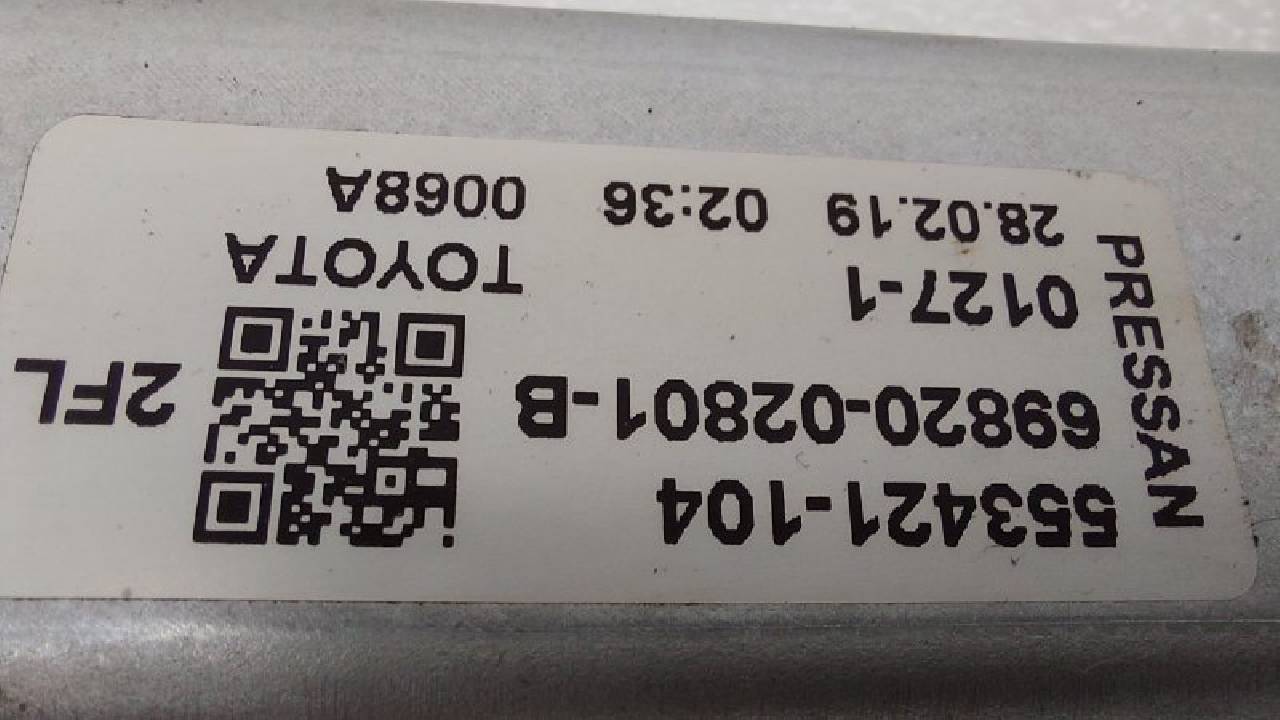 PRESSAN
553421-104
69820-02801-B
2FL
0127-1
TOYOTA
28.02.19 02:36 0068A